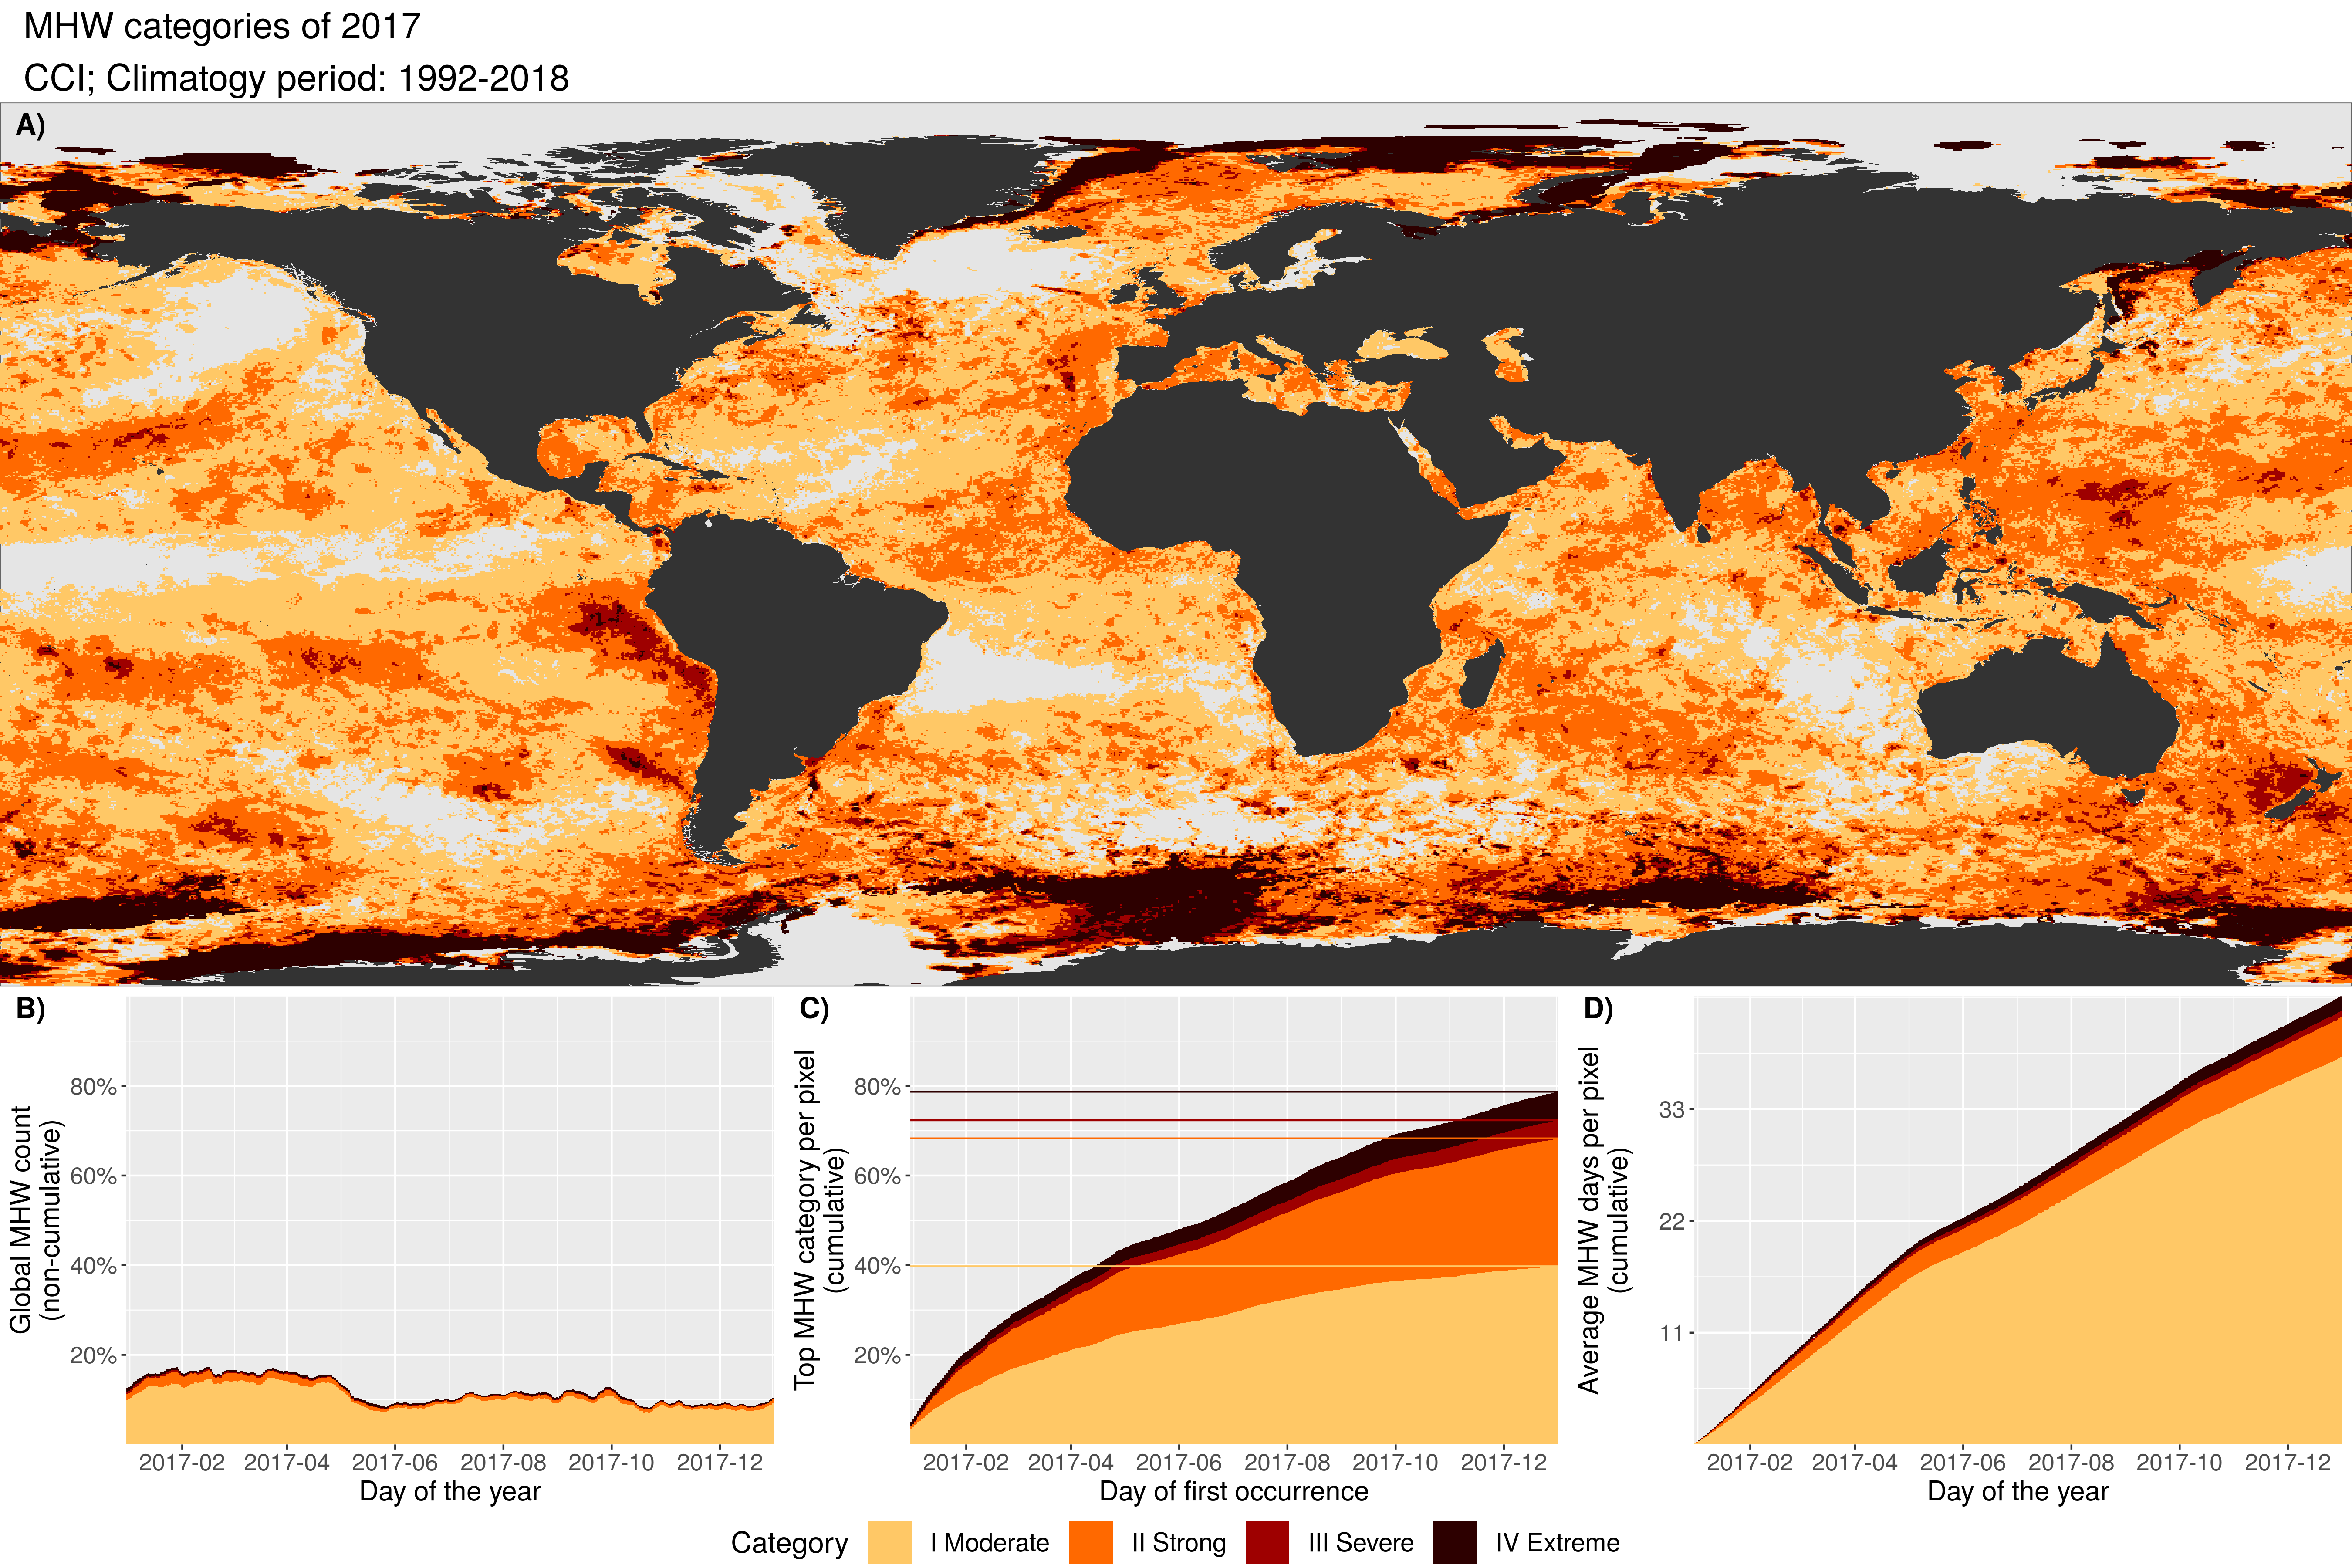 MHW categories of 2017
CCI; Climatogy period: 1992-2018
A)
B)
Global MHW count
(non-cumulative)
80%
60%
40%
20%
2017-02 2017-04 2017-06 2017-08 2017-10 2017-12
Day of the year
C)
Top MHW category per pixel
(cumulative)
80%
60%
40%
20%
2017-02 2017-04 2017-06 2017-08 2017-10 2017-12
Day of first occurrence
D)
Average MHW days per pixel
(cumulative)
33
22
11
2017-02 2017-04 2017-06 2017-08 2017-10 2017-12
Day of the year
Category I Moderate II Strong III Severe IV Extreme